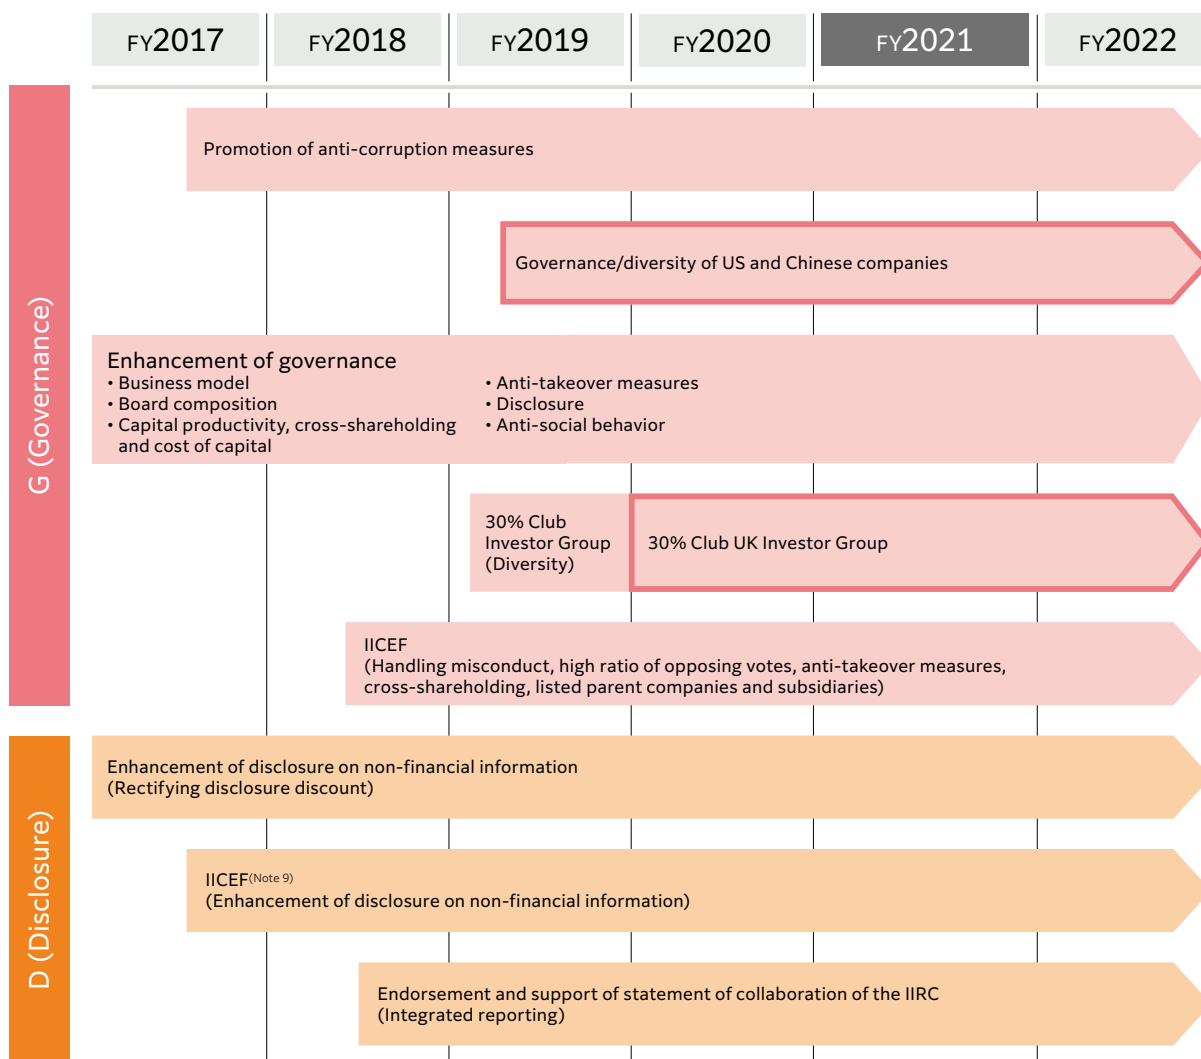 FY2017 FY2018 FY2019 FY2020 FY2021 FY2022
G (Governance)
Promotion of anti-corruption measures
Governance/diversity of US and Chinese companies
Enhancement of governance
• Business model
• Board composition
• Capital productivity, cross-shareholding
and cost of capital
• Anti-takeover measures
• Disclosure
• Anti-social behavior
30% Club
Investor Group
(Diversity)
30% Club UK Investor Group
IICEF
(Handling misconduct, high ratio of opposing votes, anti-takeover measures,
cross-shareholding, listed parent companies and subsidiaries)
D (Disclosure)
Enhancement of disclosure on non-financial information
(Rectifying disclosure discount)
IICEF(Note 9)
(Enhancement of disclosure on non-financial information)
Endorsement and support of statement of collaboration of the IIRC
(Integrated reporting)